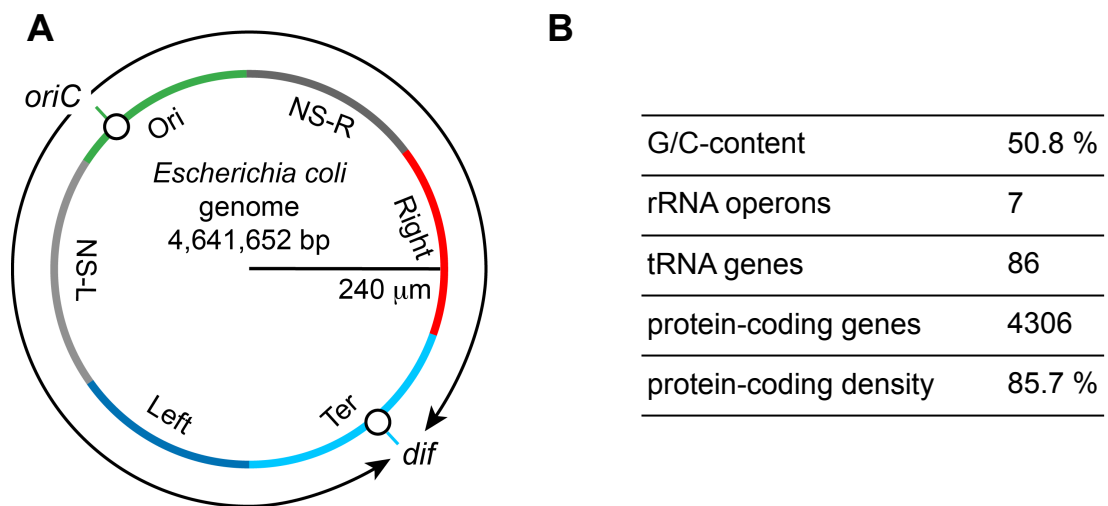 A
oriC
Ori
NS-R
Escherichia coli
genome
4,641,652 bp
Right
NS-L
240 μm
Left
Ter
dif
B
G/C-content 50.8 %
rRNA operons 7
tRNA genes 86
protein-coding genes 4306
protein-coding density 85.7 %